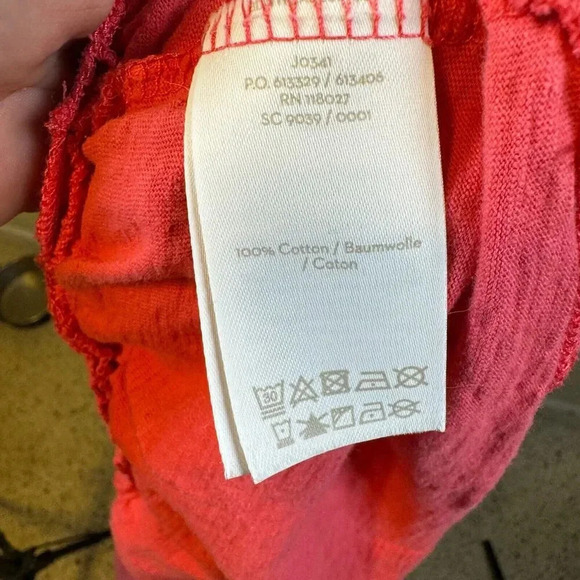 J0341
P.O. 613329 / 613406
RN 118027
SC 9039 / 0001
100% Cotton / Baumwolle
/ Coton
30